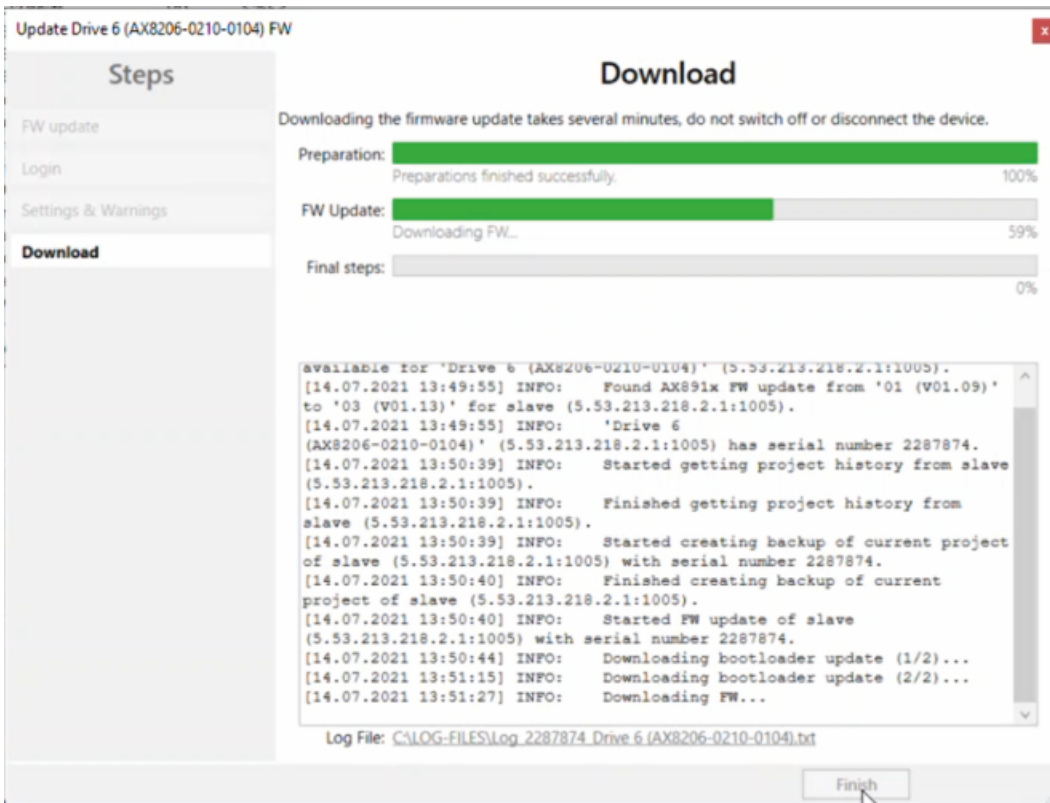 Update Drive 6 (AX8206-0210-0104) FW
x
Steps
FW update
Login
Settings & Warnings
Download
Download
Downloading the firmware update takes several minutes, do not switch off or disconnect the device.
Preparation:
Preparations finished successfully.
100%
FW Update:
Downloading FW...
59%
Final steps:
0%
available for 'Drive 6 (AX8206-0210-0104)' (5.53.213.218.2.1:1005).
[14.07.2021 13:49:55] INFO: Found AX891x FW update from '01 (V01.09)'
to '03 (V01.13)' for slave (5.53.213.218.2.1:1005).
[14.07.2021 13:49:55] INFO: 'Drive 6
(AX8206-0210-0104)' (5.53.213.218.2.1:1005) has serial number 2287874.
[14.07.2021 13:50:39] INFO: Started getting project history from slave
(5.53.213.218.2.1:1005).
[14.07.2021 13:50:39] INFO: Finished getting project history from
slave (5.53.213.218.2.1:1005).
[14.07.2021 13:50:39] INFO: Started creating backup of current project
of slave (5.53.213.218.2.1:1005) with serial number 2287874.
[14.07.2021 13:50:40] INFO: Finished creating backup of current
project of slave (5.53.213.218.2.1:1005).
[14.07.2021 13:50:40] INFO: Started FW update of slave
(5.53.213.218.2.1:1005) with serial number 2287874.
[14.07.2021 13:50:44] INFO: Downloading bootloader update (1/2)...
[14.07.2021 13:51:15] INFO: Downloading bootloader update (2/2)...
[14.07.2021 13:51:27] INFO: Downloading FW...
Log File: C:\LOG-FILES\Log_2287874_Drive 6 (AX8206-0210-0104).txt
Finish